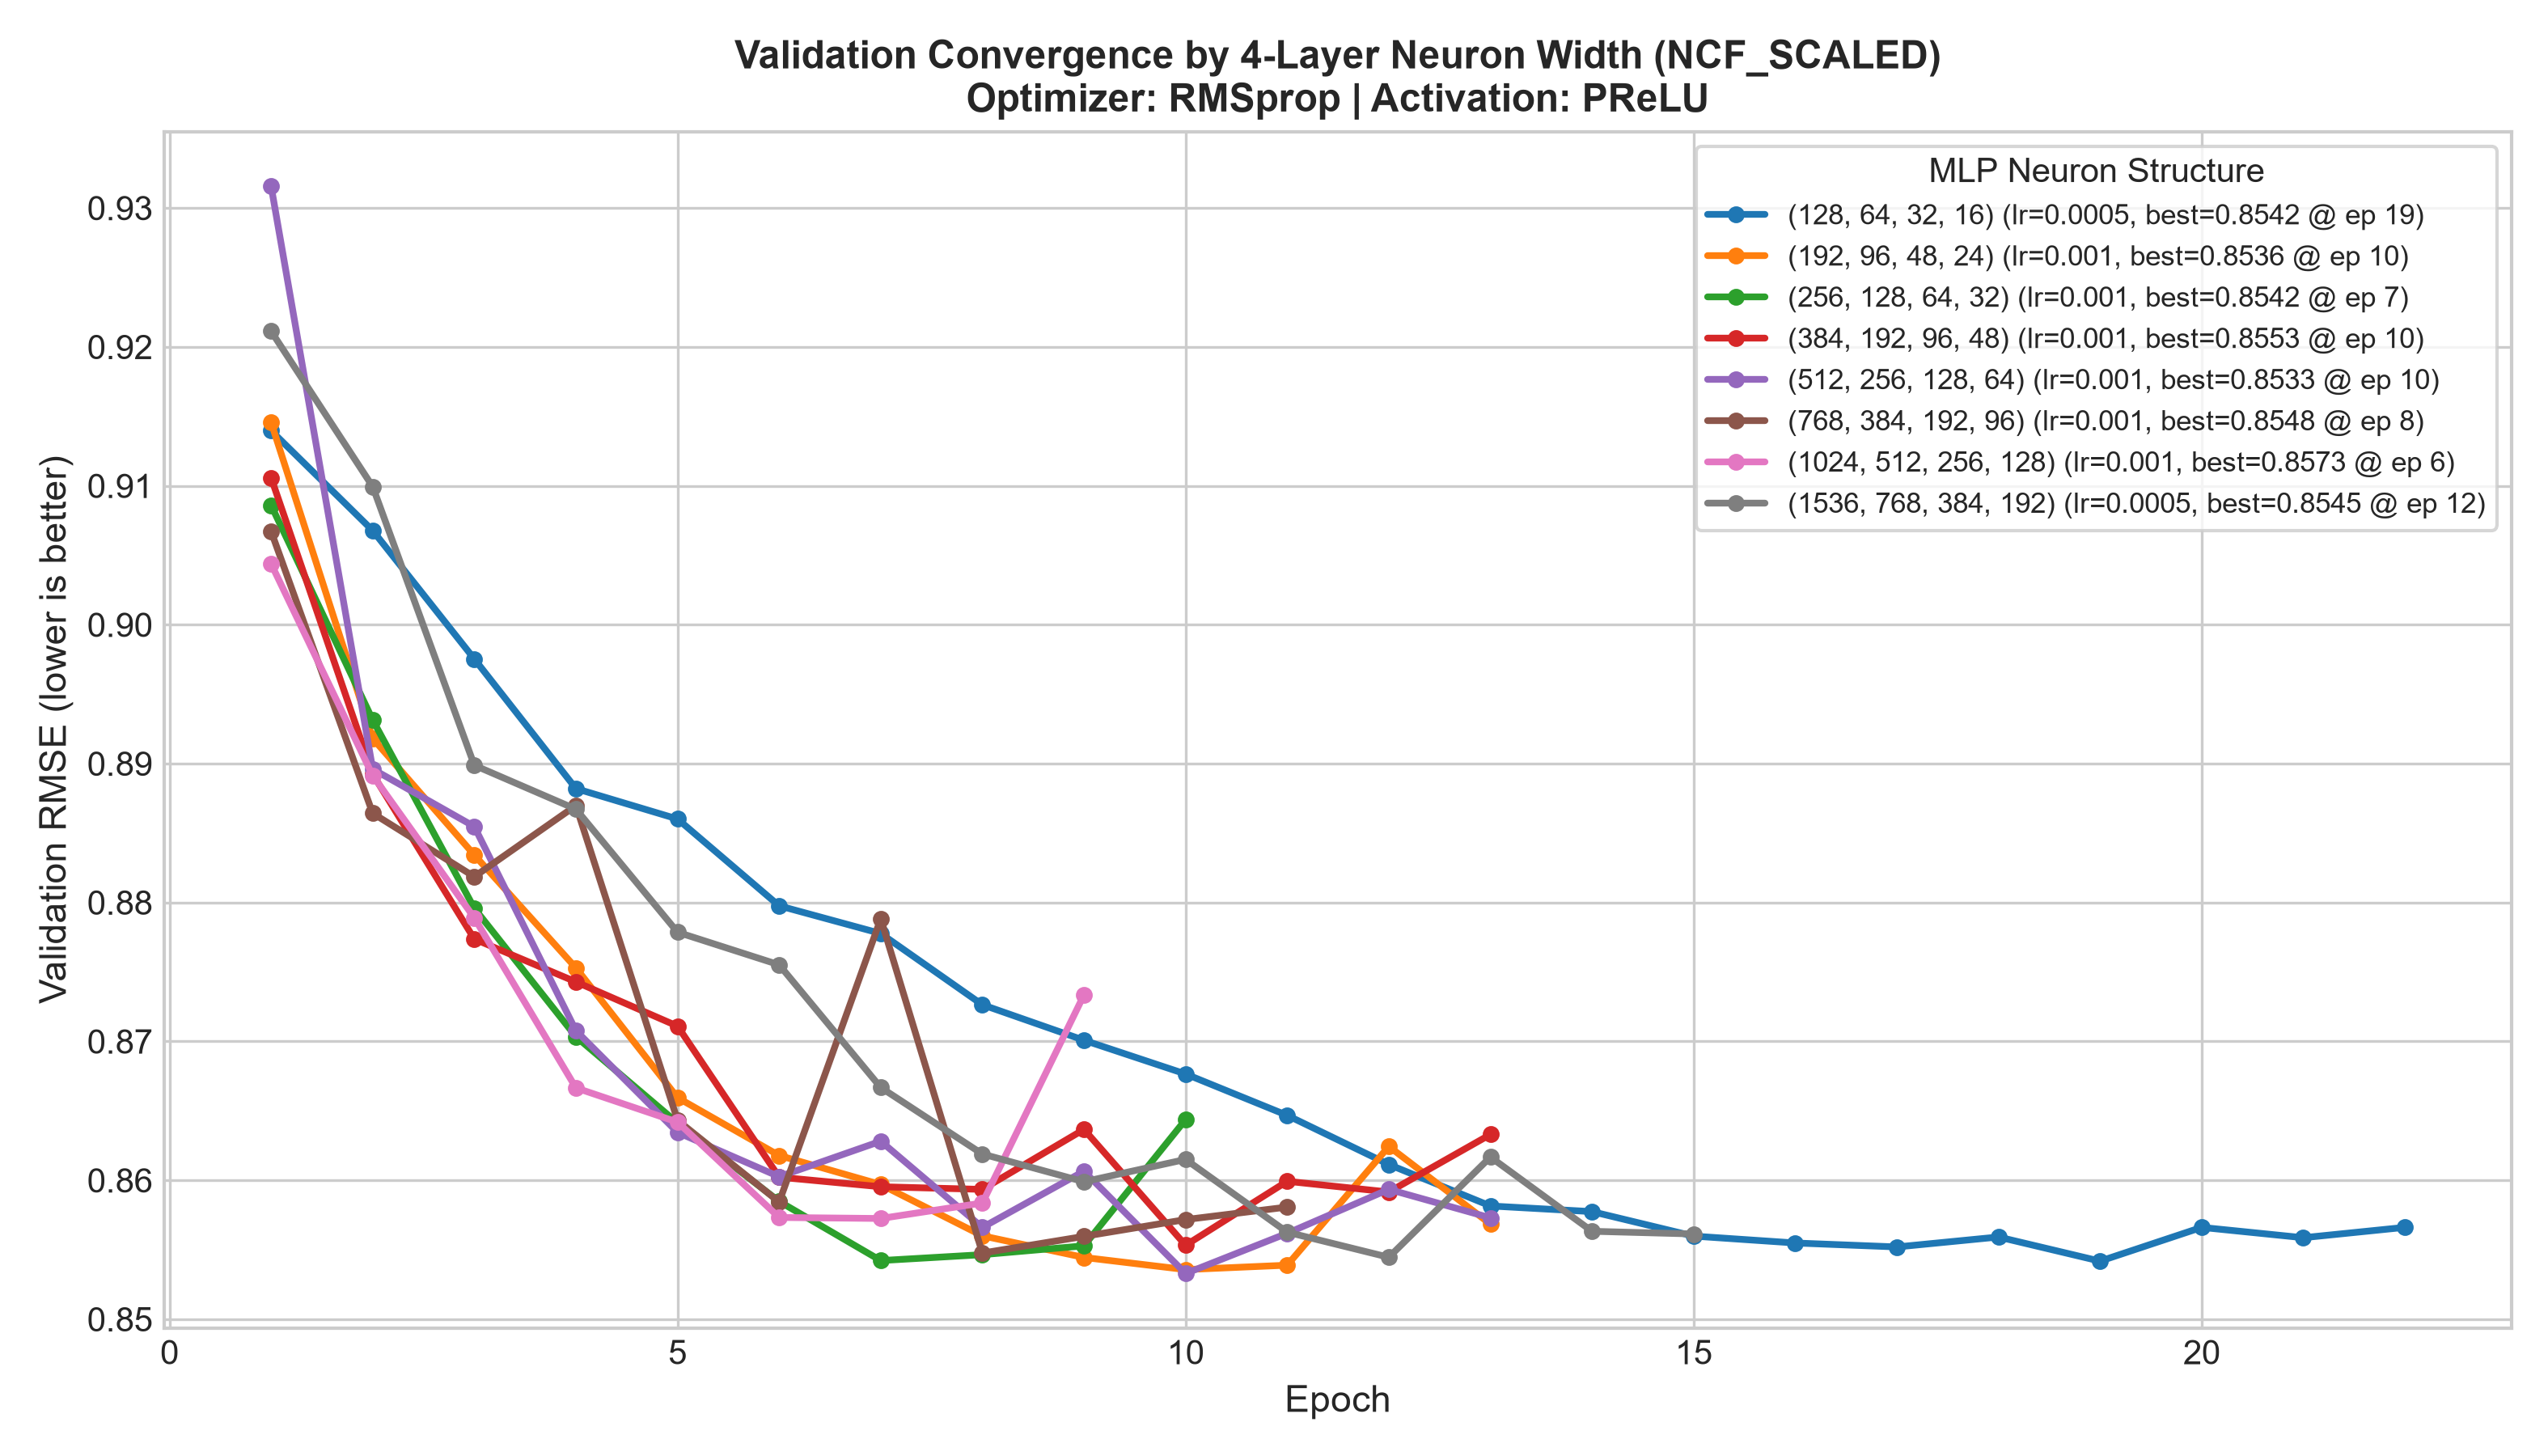 Validation Convergence by 4-Layer Neuron Width (NCF_SCALED)
Optimizer: RMSprop | Activation: PReLU
MLP Neuron Structure
(128, 64, 32, 16) (lr=0.0005, best=0.8542 @ ep 19)
(192, 96, 48, 24) (lr=0.001, best=0.8536 @ ep 10)
(256, 128, 64, 32) (lr=0.001, best=0.8542 @ ep 7)
(384, 192, 96, 48) (lr=0.001, best=0.8553 @ ep 10)
(512, 256, 128, 64) (lr=0.001, best=0.8533 @ ep 10)
(768, 384, 192, 96) (lr=0.001, best=0.8548 @ ep 8)
(1024, 512, 256, 128) (lr=0.001, best=0.8573 @ ep 6)
(1536, 768, 384, 192) (lr=0.0005, best=0.8545 @ ep 12)
Validation RMSE (lower is better)
0.93
0.92
0.91
0.90
0.89
0.88
0.87
0.86
0.85
0
5
10
15
20
Epoch